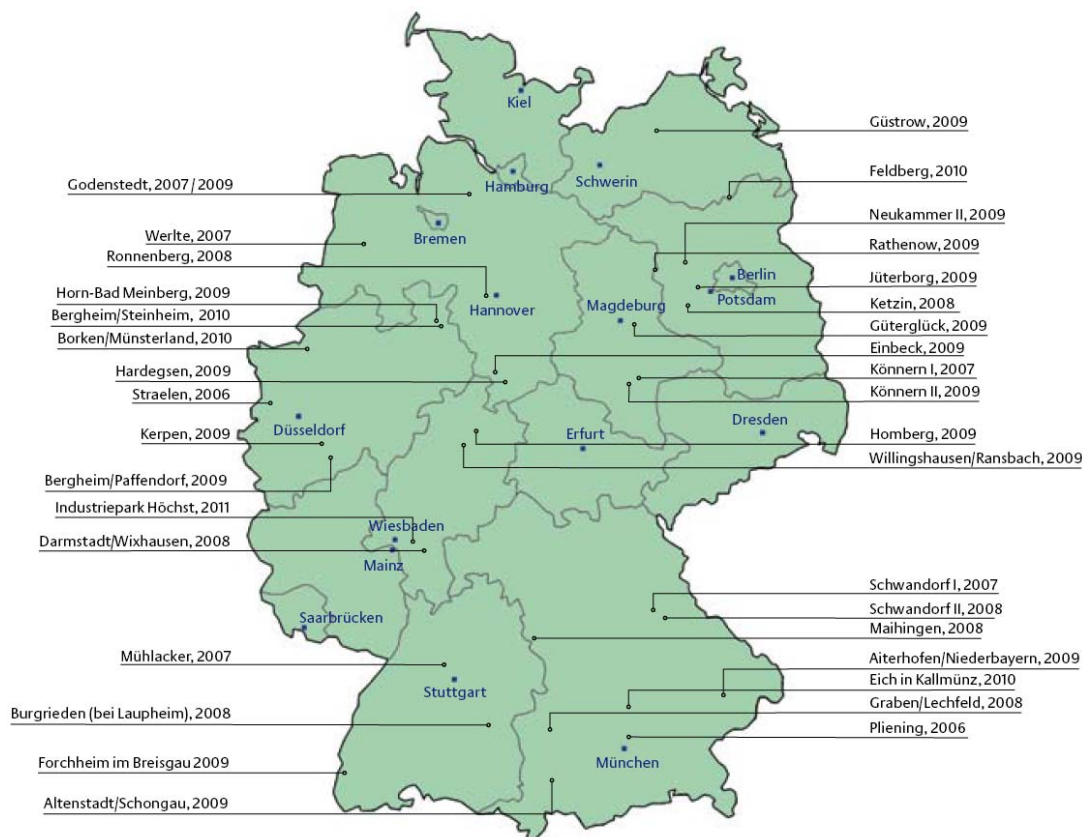 Kiel
Güstrow, 2009
Hamburg
Schwerin
Feldberg, 2010
Godenstedt, 2007/2009
Neukammer II, 2009
Bremen
Werlte, 2007
Rathenow, 2009
Ronnenberg, 2008
Berlin
Jüterborg, 2009
Horn-Bad Meinberg, 2009
Hannover
Magdeburg
Potsdam
Ketzin, 2008
Bergheim/Steinheim, 2010
Güterglück, 2009
Borken/Münsterland, 2010
Einbeck, 2009
Hardegsen, 2009
Könnern I, 2007
Straelen, 2006
Könnern II, 2009
Düsseldorf
Dresden
Kerpen, 2009
Erfurt
Homberg, 2009
Willingshausen/Ransbach, 2009
Bergheim/Paffendorf, 2009
Industriepark Höchst, 2011
Wiesbaden
Darmstadt/Wixhausen, 2008
Mainz
Schwandorf I, 2007
Schwandorf II, 2008
Saarbrücken
Maihingen, 2008
Mühlacker, 2007
Aiterhofen/Niederbayern, 2009
Stuttgart
Eich in Kallmünz, 2010
Graben/Lechfeld, 2008
Burgrieden (bei Laupheim), 2008
Pliening, 2006
München
Forchheim im Breisgau 2009
Altenstadt/Schongau, 2009